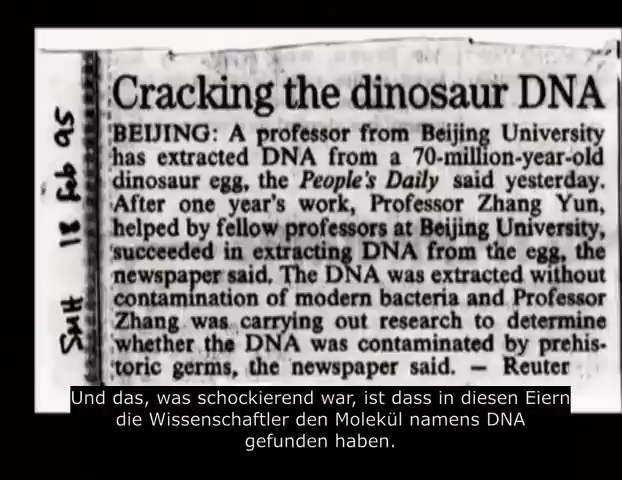 Cracking the dinosaur DNA
BEIJING: A professor from Beijing University
has extracted DNA from a 70-million-year-old
dinosaur egg, the People's Daily said yesterday.
After one year's work, Professor Zhang Yun,
helped by fellow professors at Beijing University,
succeeded in extracting DNA from the egg, the
newspaper said. The DNA was extracted without
contamination of modern bacteria and Professor
Zhang was carrying out research to determine
whether the DNA was contaminated by prehis-
toric germs, the newspaper said. — Reuter
SMH 18 Feb 95
Und das, was schockierend war, ist dass in diesen Eiern
die Wissenschaftler den Molekül namens DNA
gefunden haben.